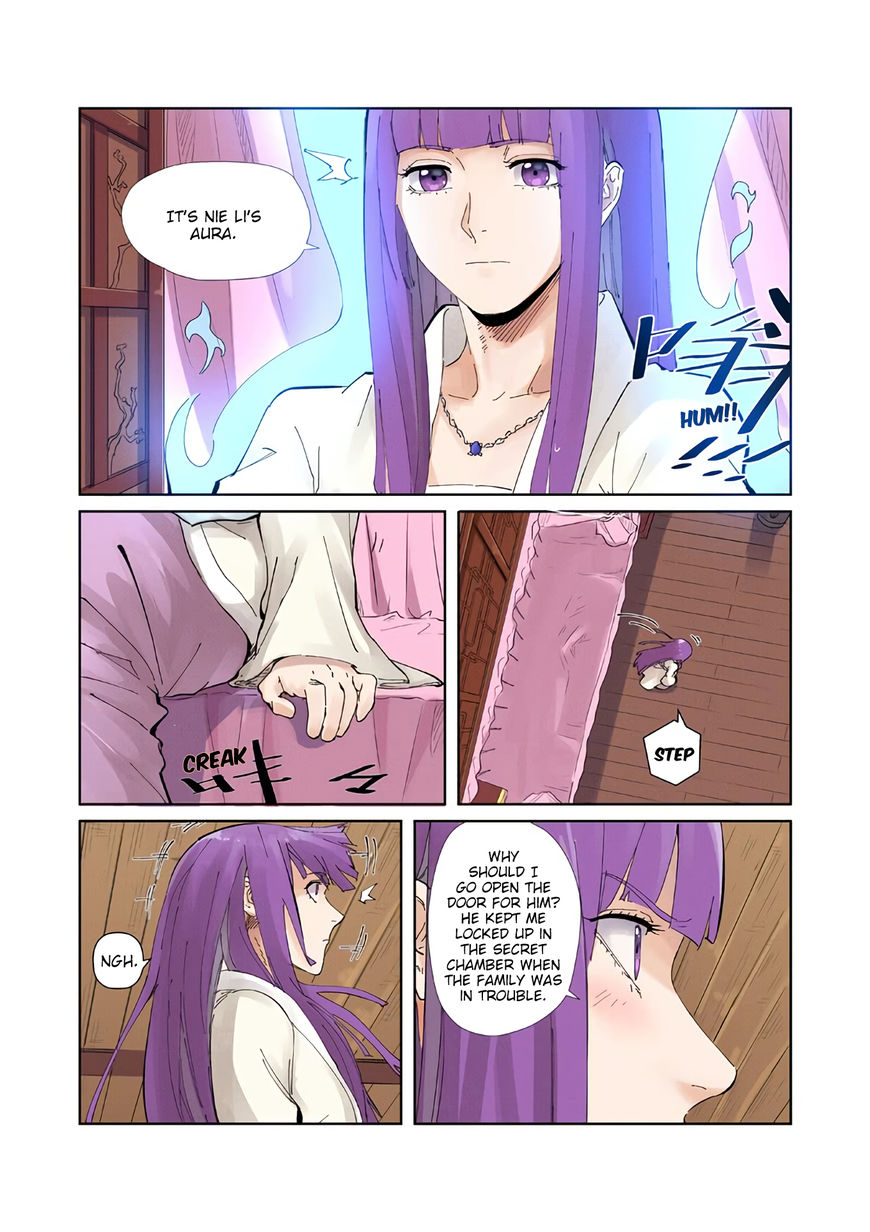 IT'S NIE LI'S
AURA.
HUM!!
CREAK
STEP
NGH.
WHY
SHOULD I
GO OPEN THE
DOOR FOR HIM?
HE KEPT ME
LOCKED UP IN
THE SECRET
CHAMBER WHEN
THE FAMILY WAS
IN TROUBLE.